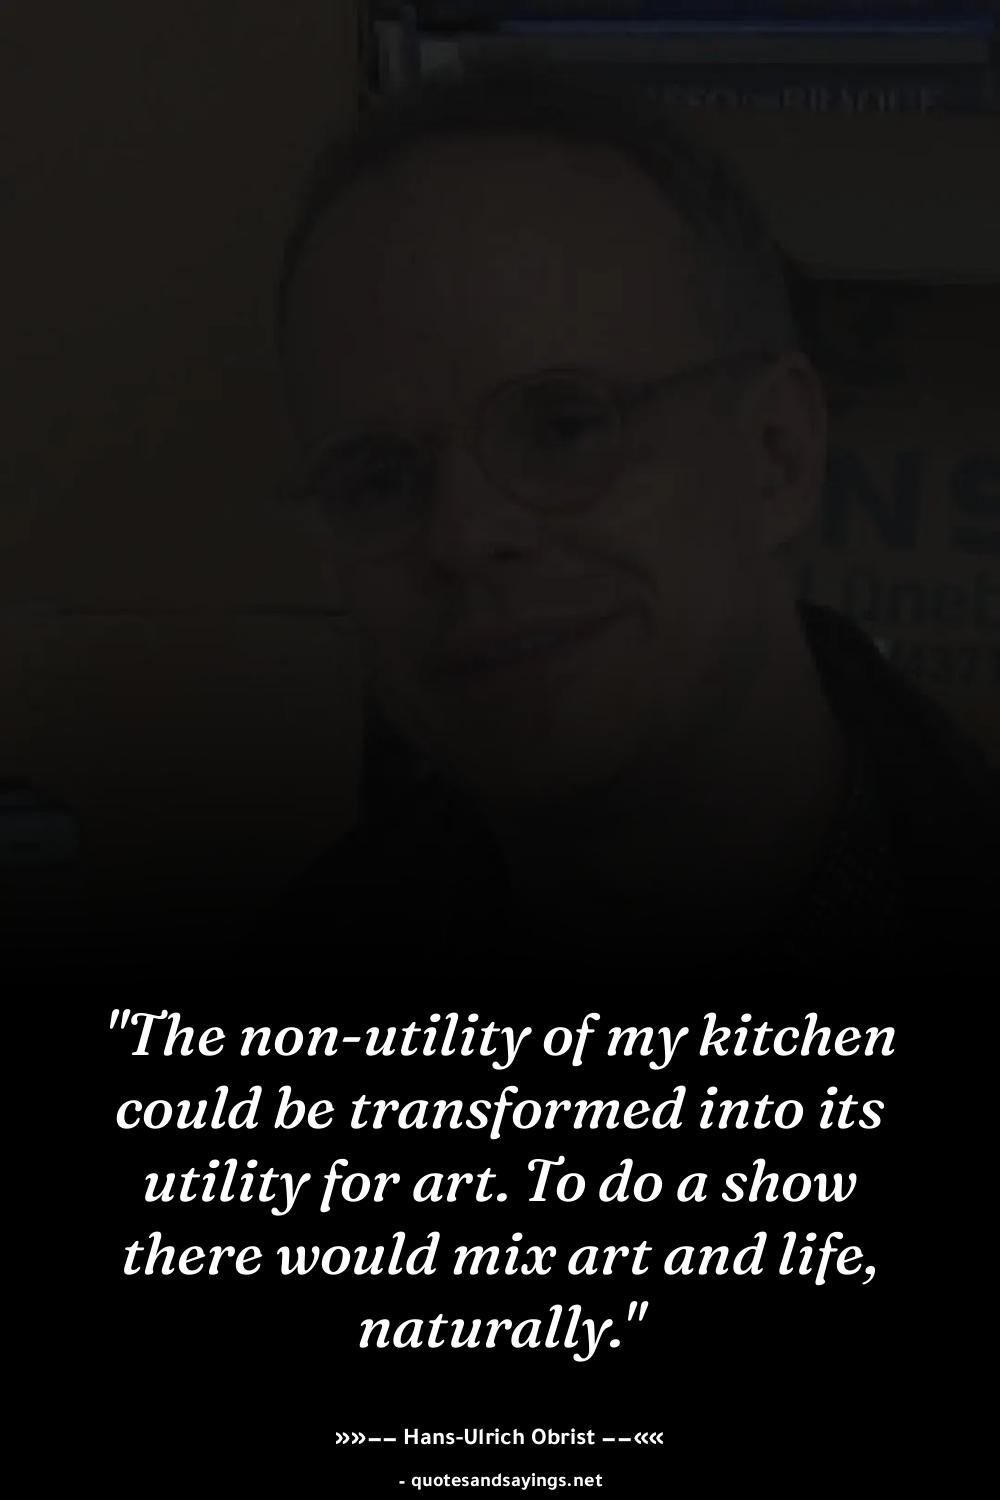 "The non-utility of my kitchen
could be transformed into its
utility for art. To do a show
there would mix art and life,
naturally."
»»–– Hans-Ulrich Obrist ––««
- quotesandsayings.net